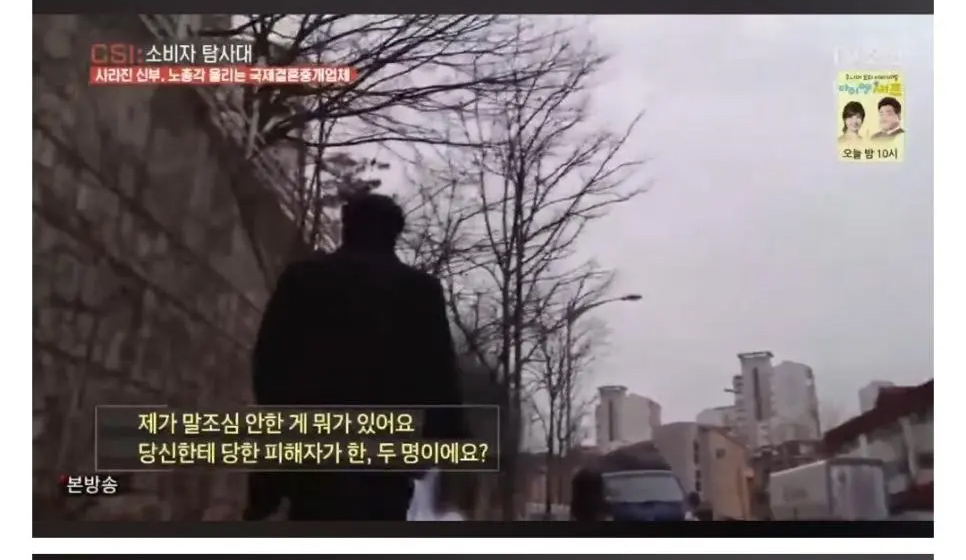 CSI: 소비자 탐사대
사라진 신부, 노총각 울리는 국제결혼중개업체
오늘 밤 10시
제가 말조심 안한 게 뭐가 있어요
당신한테 당한 피해자가 한, 두 명이에요?
본방송